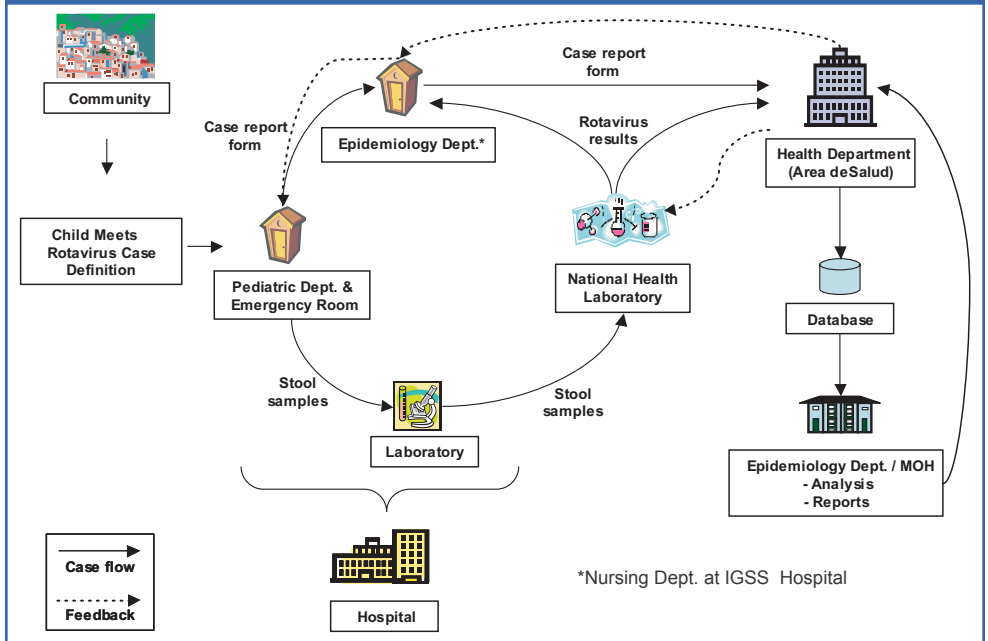 Community
Case report
form
Epidemiology Dept.*
Case report
form
Rotavirus
results
Health Department
(Area deSalud)
Child Meets
Rotavirus Case
Definition
Pediatric Dept. &
Emergency Room
National Health
Laboratory
Database
Stool
samples
Laboratory
Stool
samples
Epidemiology Dept. / MOH
- Analysis
- Reports
Case flow
Feedback
Hospital
*Nursing Dept. at IGSS Hospital